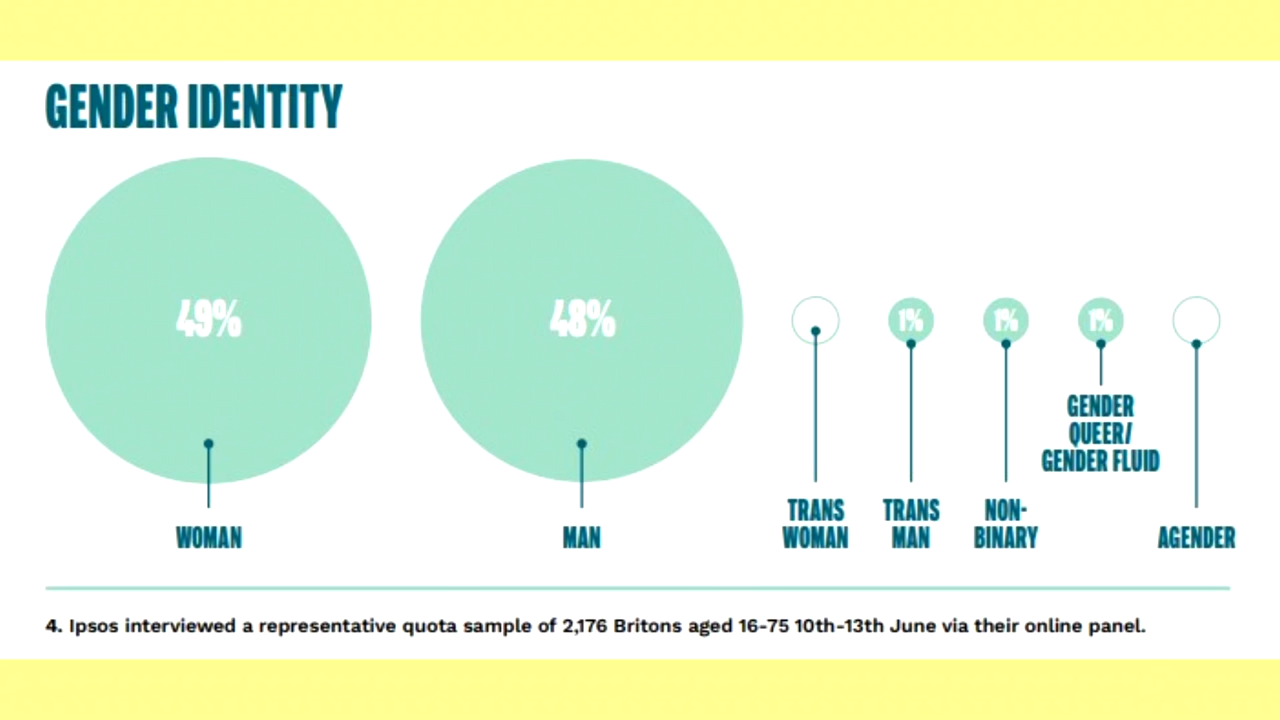 GENDER IDENTITY
49%
48%
1%
1%
1%
WOMAN
MAN
TRANS
WOMAN
TRANS
MAN
NON-
BINARY
GENDER
QUEER/
GENDER FLUID
AGENDER
4. Ipsos interviewed a representative quota sample of 2,176 Britons aged 16-75 10th-13th June via their online panel.